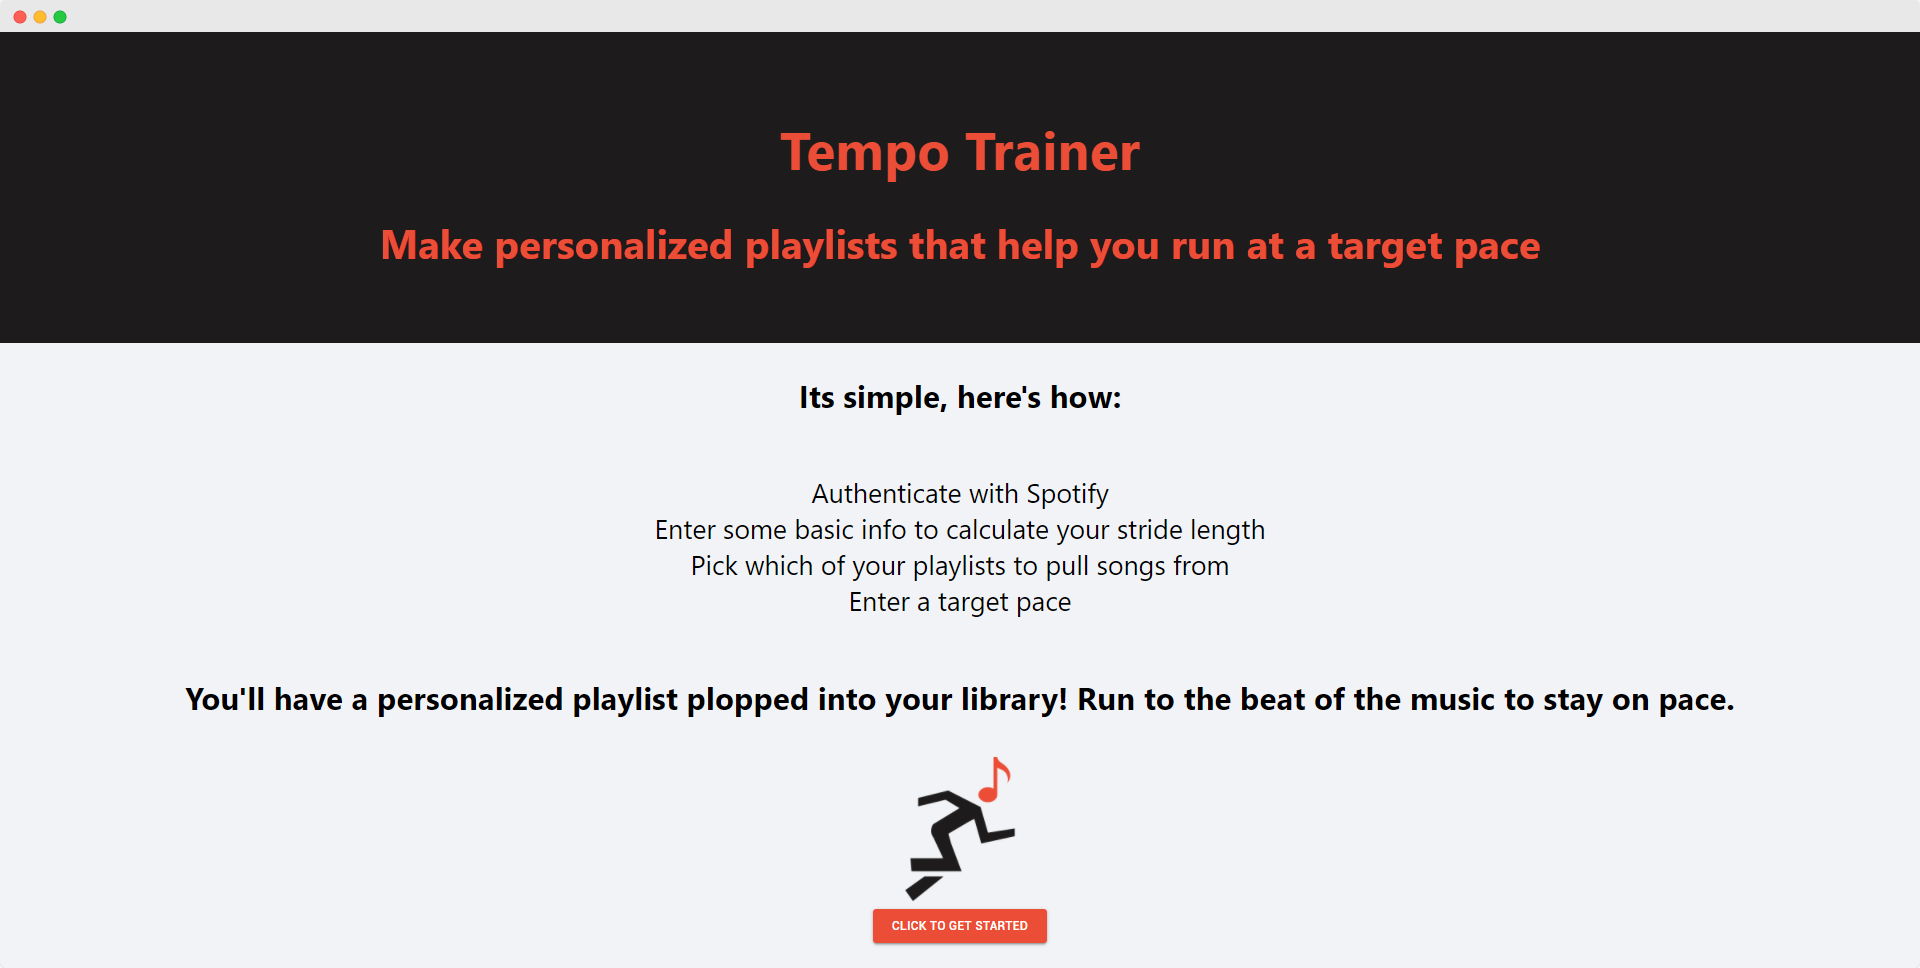 Tempo Trainer
Make personalized playlists that help you run at a target pace
Its simple, here's how:
Authenticate with Spotify
Enter some basic info to calculate your stride length
Pick which of your playlists to pull songs from
Enter a target pace
You'll have a personalized playlist plopped into your library! Run to the beat of the music to stay on pace.
CLICK TO GET STARTED